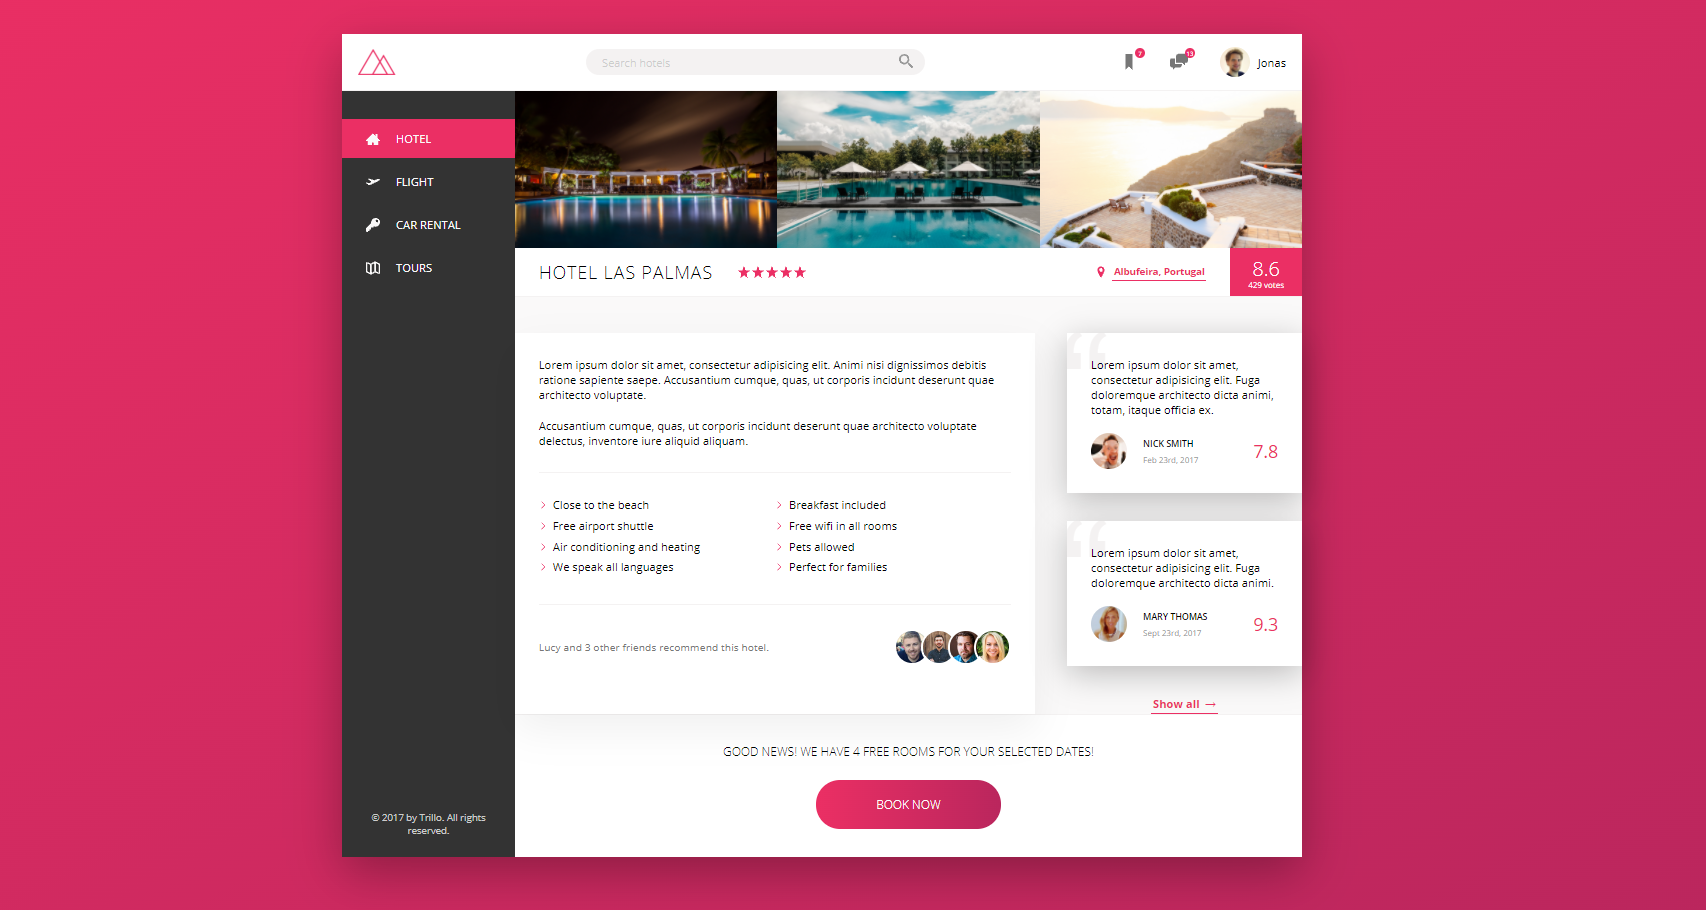 Search hotels
7
13
Jonas
HOTEL
FLIGHT
CAR RENTAL
TOURS
© 2017 by Trillo. All rights
reserved.
HOTEL LAS PALMAS
Albufeira, Portugal
8.6
429 votes
Lorem ipsum dolor sit amet, consectetur adipisicing elit. Animi nisi dignissimos debitis
ratione sapiente saepe. Accusantium cumque, quas, ut corporis incidunt deserunt quae
architecto voluptate.
Accusantium cumque, quas, ut corporis incidunt deserunt quae architecto voluptate
delectus, inventore iure aliquid aliquam.
Close to the beach
Free airport shuttle
Air conditioning and heating
We speak all languages
Breakfast included
Free wifi in all rooms
Pets allowed
Perfect for families
Lucy and 3 other friends recommend this hotel.
“
Lorem ipsum dolor sit amet,
consectetur adipisicing elit. Fuga
doloremque architecto dicta animi,
totam, itaque officia ex.
NICK SMITH
Feb 23rd, 2017
7.8
“
Lorem ipsum dolor sit amet,
consectetur adipisicing elit. Fuga
doloremque architecto dicta animi.
MARY THOMAS
Sept 23rd, 2017
9.3
Show all →
GOOD NEWS! WE HAVE 4 FREE ROOMS FOR YOUR SELECTED DATES!
BOOK NOW